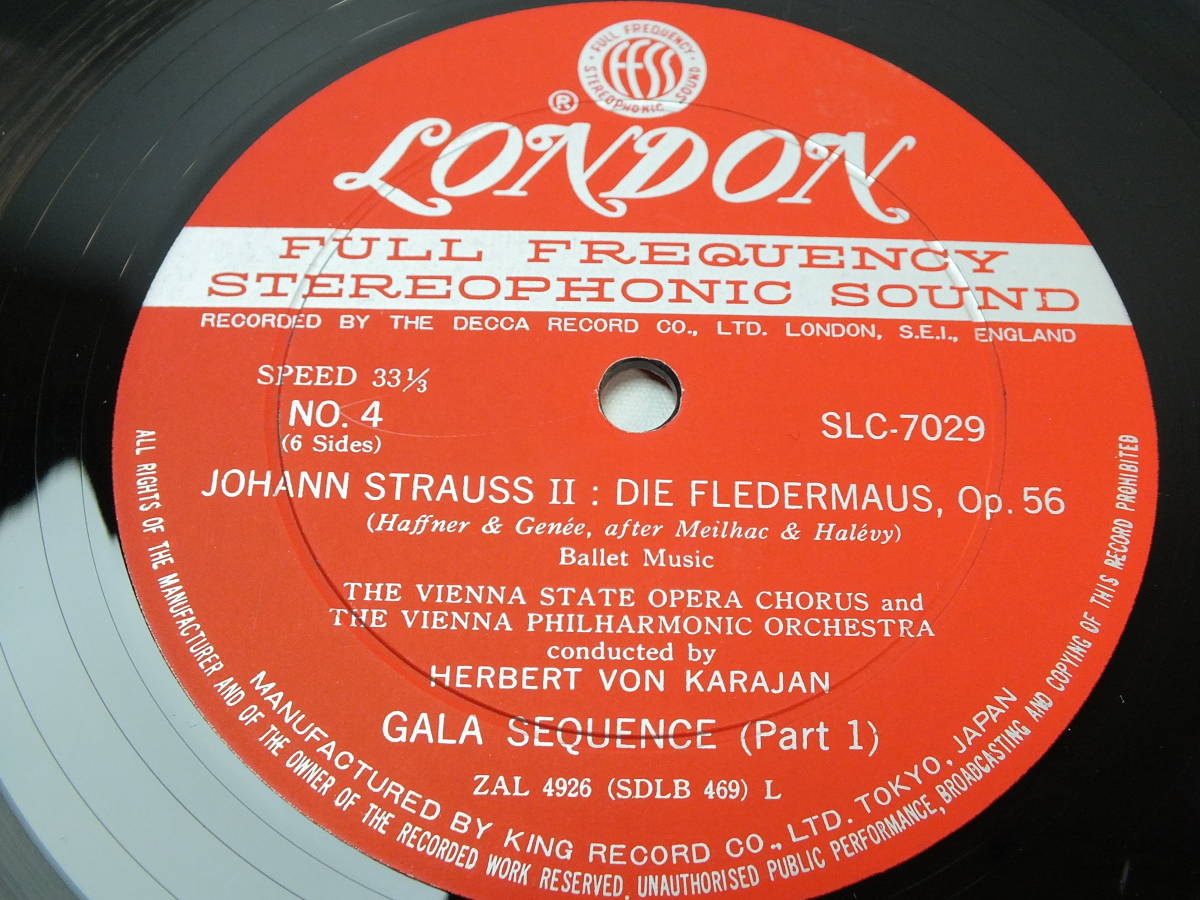 FULL FREQUENCY
FFSS
STEREOPHONIC SOUND
®
LONDON
FULL FREQUENCY
STEREOPHONIC SOUND
RECORDED BY THE DECCA RECORD CO., LTD. LONDON, S.E.I., ENGLAND
SPEED 33⅓
NO. 4
(6 Sides)
SLC-7029
JOHANN STRAUSS II : DIE FLEDERMAUS, Op. 56
(Haffner & Genée, after Meilhac & Halévy)
Ballet Music
THE VIENNA STATE OPERA CHORUS and
THE VIENNA PHILHARMONIC ORCHESTRA
conducted by
HERBERT VON KARAJAN
GALA SEQUENCE (Part 1)
ZAL 4926 (SDLB 469) L
MANUFACTURED BY KING RECORD CO., LTD. TOKYO, JAPAN
ALL RIGHTS OF THE MANUFACTURER AND OF THE OWNER OF THE RECORDED WORK RESERVED, UNAUTHORISED PUBLIC PERFORMANCE, BROADCASTING AND COPYING OF THIS RECORD PROHIBITED